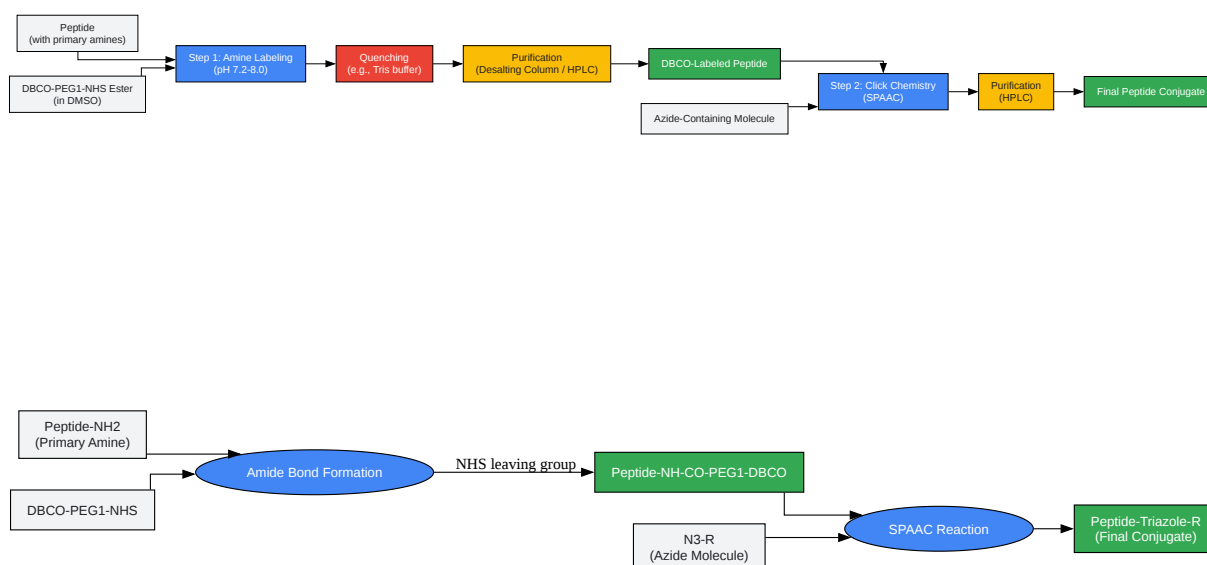 Peptide
(with primary amines)
DBCO-PEG1-NHS Ester
(in DMSO)
Step 1: Amine Labeling
(pH 7.2-8.0)
Quenching
(e.g., Tris buffer)
Purification
(Desalting Column / HPLC)
DBCO-Labeled Peptide
Azide-Containing Molecule
Step 2: Click Chemistry
(SPAAC)
Purification
(HPLC)
Final Peptide Conjugate
Peptide-NH2
(Primary Amine)
DBCO-PEG1-NHS
Amide Bond Formation
NHS leaving group
Peptide-NH-CO-PEG1-DBCO
N3-R
(Azide Molecule)
SPAAC Reaction
Peptide-Triazole-R
(Final Conjugate)